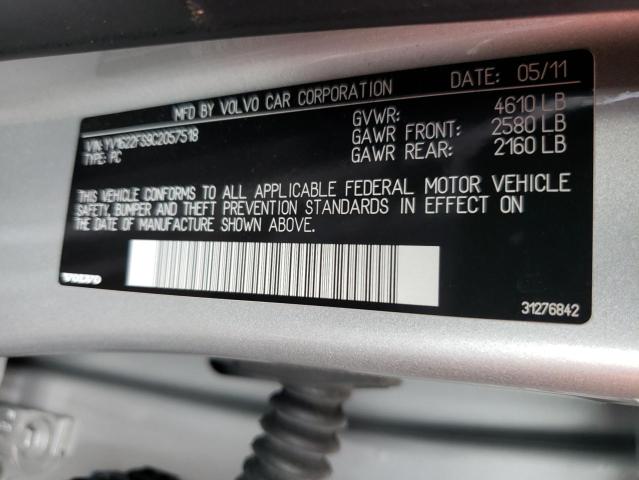 MFD BY VOLVO CAR CORPORATION DATE: 05/11
VIN: YV1622FS9C2057518 GVWR: 4610 LB
TYPE: PC GAWR FRONT: 2580 LB
GAWR REAR: 2160 LB
THIS VEHICLE CONFORMS TO ALL APPLICABLE FEDERAL MOTOR VEHICLE
SAFETY, BUMPER AND THEFT PREVENTION STANDARDS IN EFFECT ON
THE DATE OF MANUFACTURE SHOWN ABOVE.
VOLVO
31276842